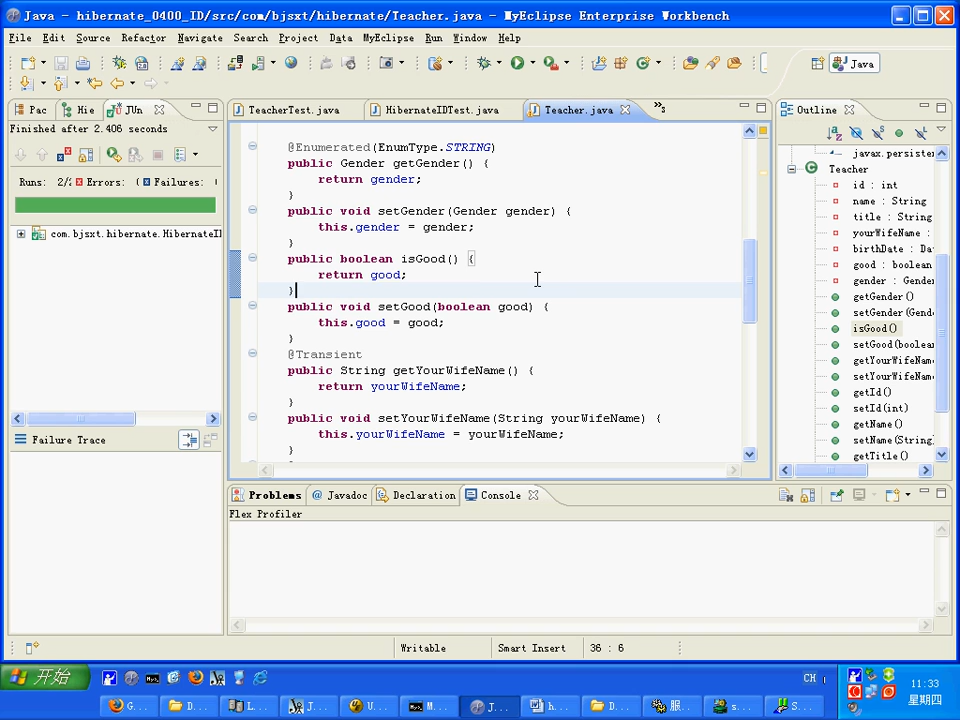 Java - hibernate_0400_ID/src/com/bjsxt/hibernate/Teacher.java - MyEclipse Enterprise Workbench
File Edit Source Refactor Navigate Search Project Data MyEclipse Run Window Help
Java
Pac Hie JUn
TeacherTest.java HibernateIDTest.java Teacher.java »5
Outline
Finished after 2.406 seconds
Runs: 2/2 Errors: Failures:
com.bjsxt.hibernate.HibernateI
Failure Trace
@Enumerated(EnumType.STRING)
public Gender getGender() {
return gender;
}
public void setGender(Gender gender) {
this.gender = gender;
}
public boolean isGood() {
return good;
}
public void setGood(boolean good) {
this.good = good;
}
@Transient
public String getYourWifeName() {
return yourWifeName;
}
public void setYourWifeName(String yourWifeName) {
this.yourWifeName = yourWifeName;
}
javax.persister
Teacher
id : int
name : String
title : String
yourWifeName :
birthDate : Da
good : boolean
gender : Gende
getGender()
setGender(Gend
isGood()
setGood(boolea
getYourWifeNam
setYourWifeNam
getId()
setId(int)
getName()
setName(String
getTitle()
Problems Javadoc Declaration Console
Flex Profiler
Writable Smart Insert 36 : 6
开始
CH
11:33
星期四
G... D... L... J... U... M... J... h... D... 服... s... S...